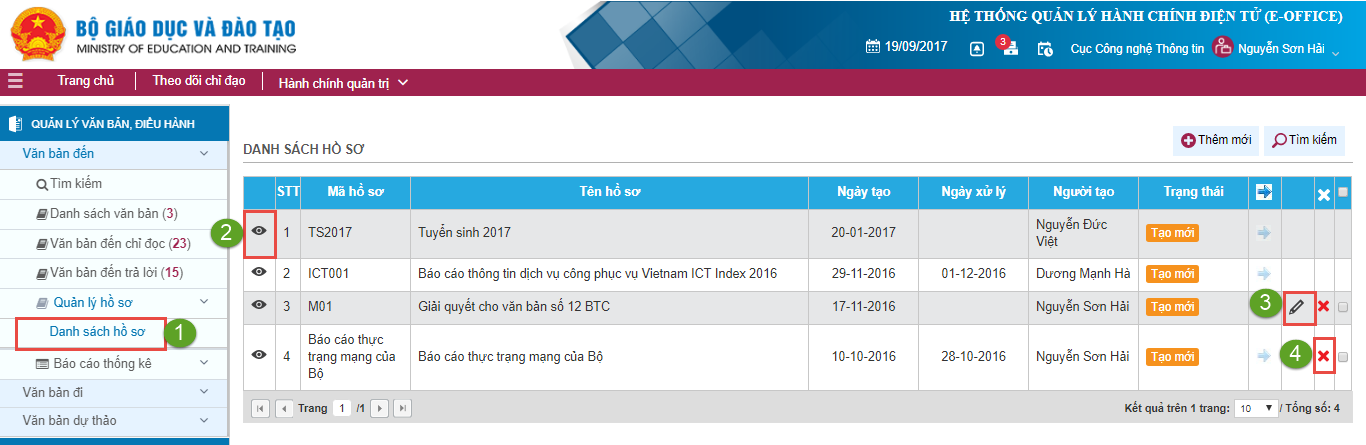 BỘ GIÁO DỤC VÀ ĐÀO TẠO
MINISTRY OF EDUCATION AND TRAINING
HỆ THỐNG QUẢN LÝ HÀNH CHÍNH ĐIỆN TỬ (E-OFFICE)
19/09/2017 3 Cục Công nghệ Thông tin Nguyễn Sơn Hải
Trang chủ Theo dõi chỉ đạo Hành chính quản trị
QUẢN LÝ VĂN BẢN, ĐIỀU HÀNH
Văn bản đến
Tìm kiếm
Danh sách văn bản (3)
Văn bản đến chỉ đọc (23)
Văn bản đến trả lời (15)
Quản lý hồ sơ
Danh sách hồ sơ 1
Báo cáo thống kê
Văn bản đi
Văn bản dự thảo
DANH SÁCH HỒ SƠ
Thêm mới Tìm kiếm
STT Mã hồ sơ Tên hồ sơ Ngày tạo Ngày xử lý Người tạo Trạng thái
2 1 TS2017 Tuyển sinh 2017 20-01-2017 Nguyễn Đức Tạo mới
Việt
2 ICT001 Báo cáo thông tin dịch vụ công phục vụ Vietnam ICT Index 2016 29-11-2016 01-12-2016 Dương Mạnh Hà Tạo mới
3 M01 Giải quyết cho văn bản số 12 BTC 17-11-2016 Nguyễn Sơn Hải Tạo mới 3
Báo cáo thực
4 trạng mạng của Báo cáo thực trạng mạng của Bộ 10-10-2016 28-10-2016 Nguyễn Sơn Hải Tạo mới 4
Bộ
Trang 1 /1 Kết quả trên 1 trang: 10 / Tổng số: 4